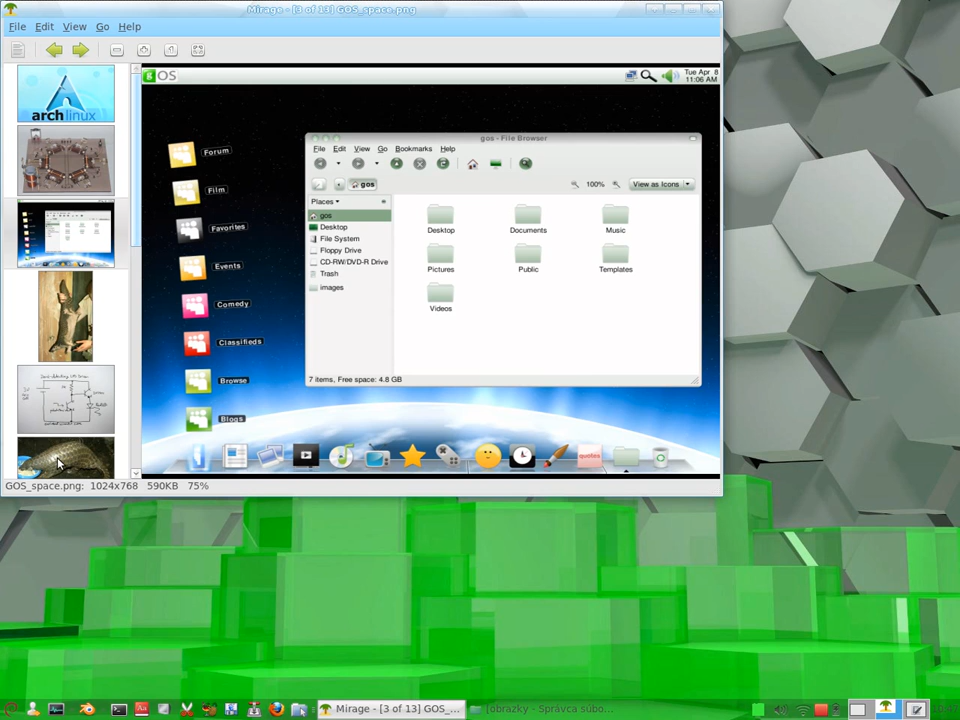 Mirage - [3 of 13] GOS_space.png
File Edit View Go Help
arch linux
gOS
Tue Apr 8
11:06 AM
Forum
Film
Favorites
Events
Comedy
Classifieds
Browse
Blogs
gos - File Browser
File Edit View Go Bookmarks Help
gos
100%
View as Icons
Places
gos
Desktop
File System
Floppy Drive
CD-RW/DVD-R Drive
Trash
images
Desktop
Documents
Music
Pictures
Public
Templates
Videos
7 items, Free space: 4.8 GB
quotes
GOS_space.png: 1024x768 590KB 75%
Mirage - [3 of 13] GOS_...
[obrazky - Správca súbo...